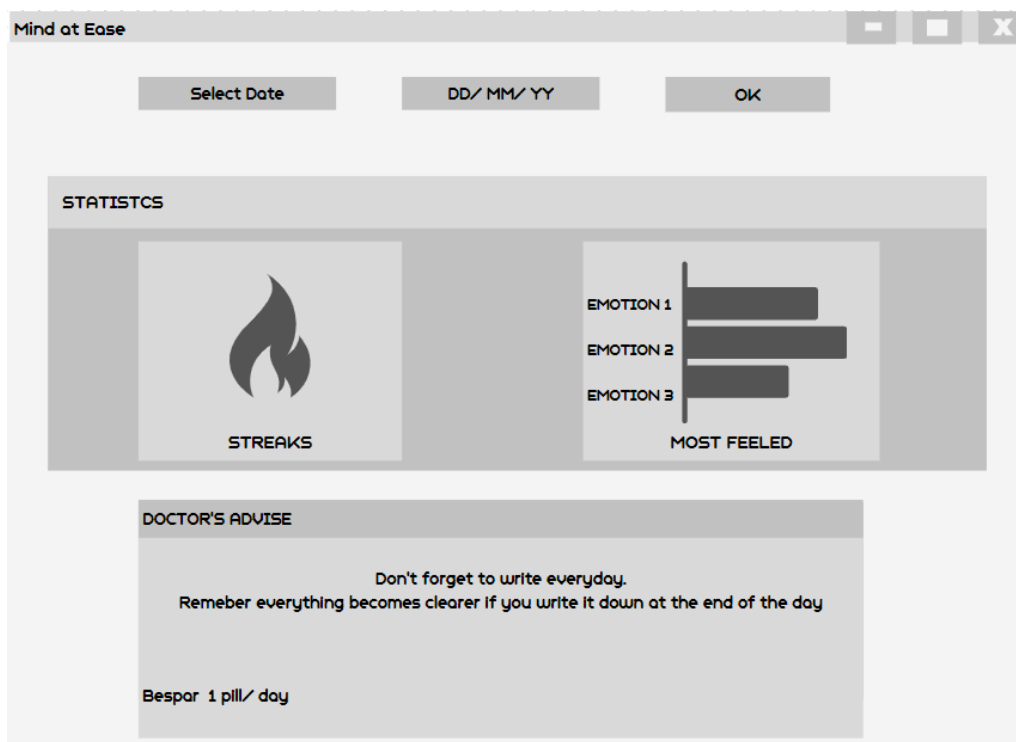 Mind at Ease
X
Select Date
DD/ MM/ YY
OK
STATISTCS
EMOTION 1
EMOTION 2
EMOTION 3
STREAKS
MOST FEELED
DOCTOR'S ADVISE
Don't forget to write everyday.
Remeber everything becomes clearer if you write it down at the end of the day
Bespar 1 pill/ day